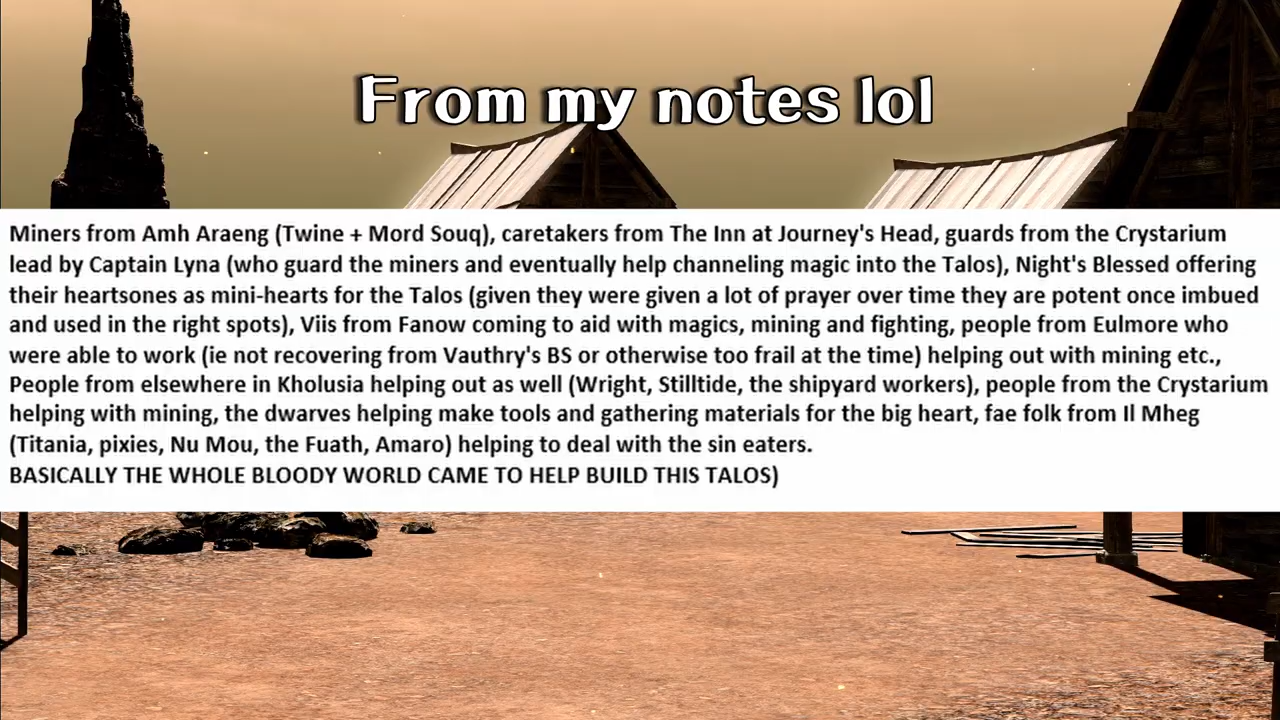 From my notes lol
Miners from Amh Araeng (Twine + Mord Souq), caretakers from The Inn at Journey's Head, guards from the Crystarium
lead by Captain Lyna (who guard the miners and eventually help channeling magic into the Talos), Night's Blessed offering
their heartsones as mini-hearts for the Talos (given they were given a lot of prayer over time they are potent once imbued
and used in the right spots), Viis from Fanow coming to aid with magics, mining and fighting, people from Eulmore who
were able to work (ie not recovering from Vauthry's BS or otherwise too frail at the time) helping out with mining etc.,
People from elsewhere in Kholusia helping out as well (Wright, Stilltide, the shipyard workers), people from the Crystarium
helping with mining, the dwarves helping make tools and gathering materials for the big heart, fae folk from Il Mheg
(Titania, pixies, Nu Mou, the Fuath, Amaro) helping to deal with the sin eaters.
BASICALLY THE WHOLE BLOODY WORLD CAME TO HELP BUILD THIS TALOS)